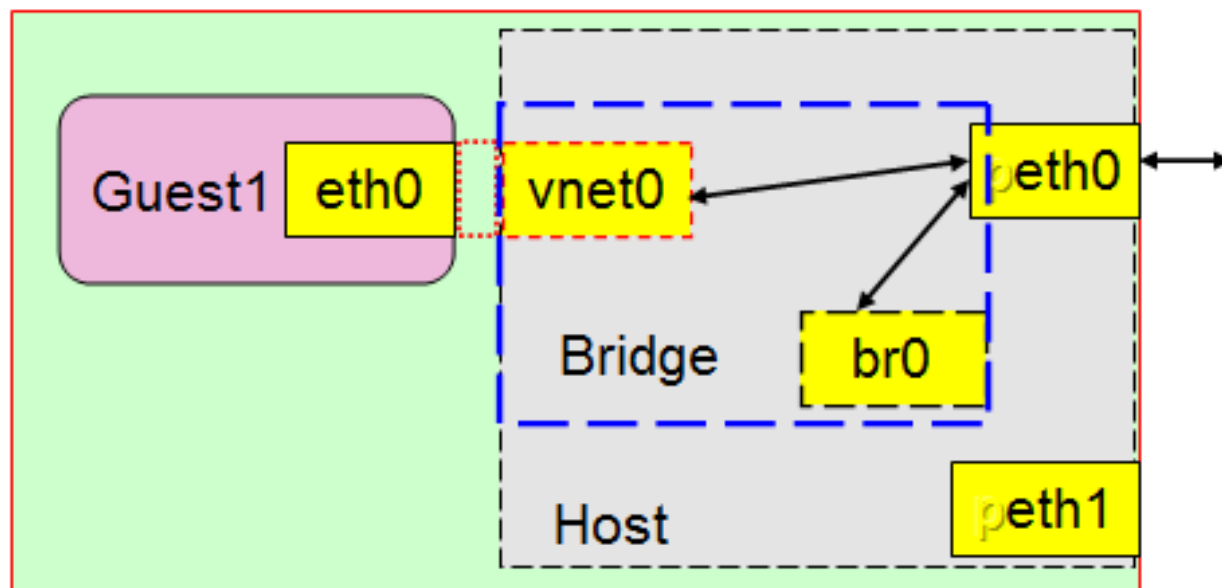 Guest1
eth0
vnet0
peth0
Bridge
br0
Host
peth1